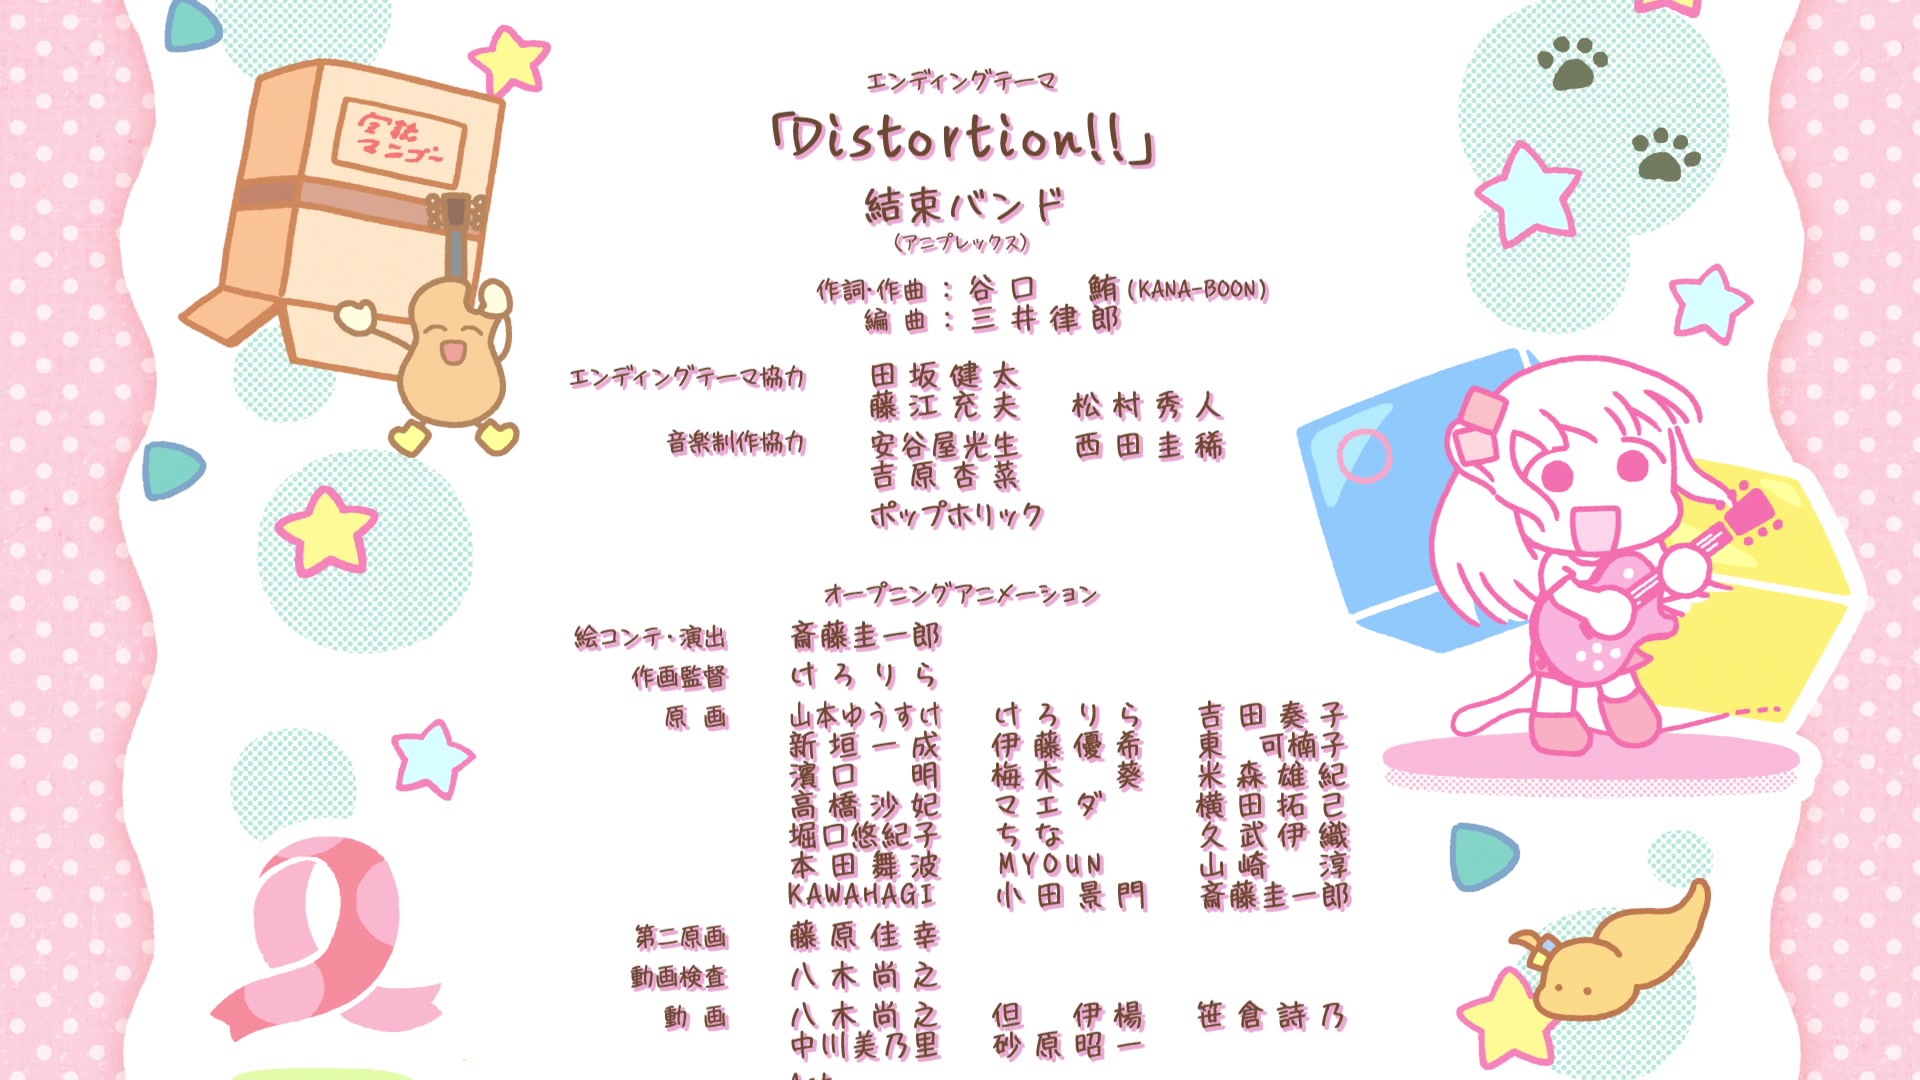 完熟
マンゴー
エンディングテーマ
「Distortion!!」
結束バンド
(アニプレックス)
作詞・作曲 : 谷口 鮪(KANA-BOON)
編曲 : 三井律郎
エンディングテーマ協力 田坂健太
藤江充夫 松村秀人
音楽制作協力 安谷屋光生 西田圭稀
吉原杏菜
ポップホリック
オープニングアニメーション
絵コンテ・演出 斎藤圭一郎
作画監督 けろりら
原画 山本ゆうすけ けろりら 吉田奏子
新垣一成 伊藤優希 東 可楠子
濱口 明 梅木 葵 米森雄紀
高橋沙妃 マエダ 横田拓己
堀口悠紀子 ちな 久武伊織
本田舞波 MYOUN 山崎 淳
KAWAHAGI 小田景門 斎藤圭一郎
第二原画 藤原佳幸
動画検査 八木尚之
動画 八木尚之 但 伊楊 笹倉詩乃
中川美乃里 砂原昭一